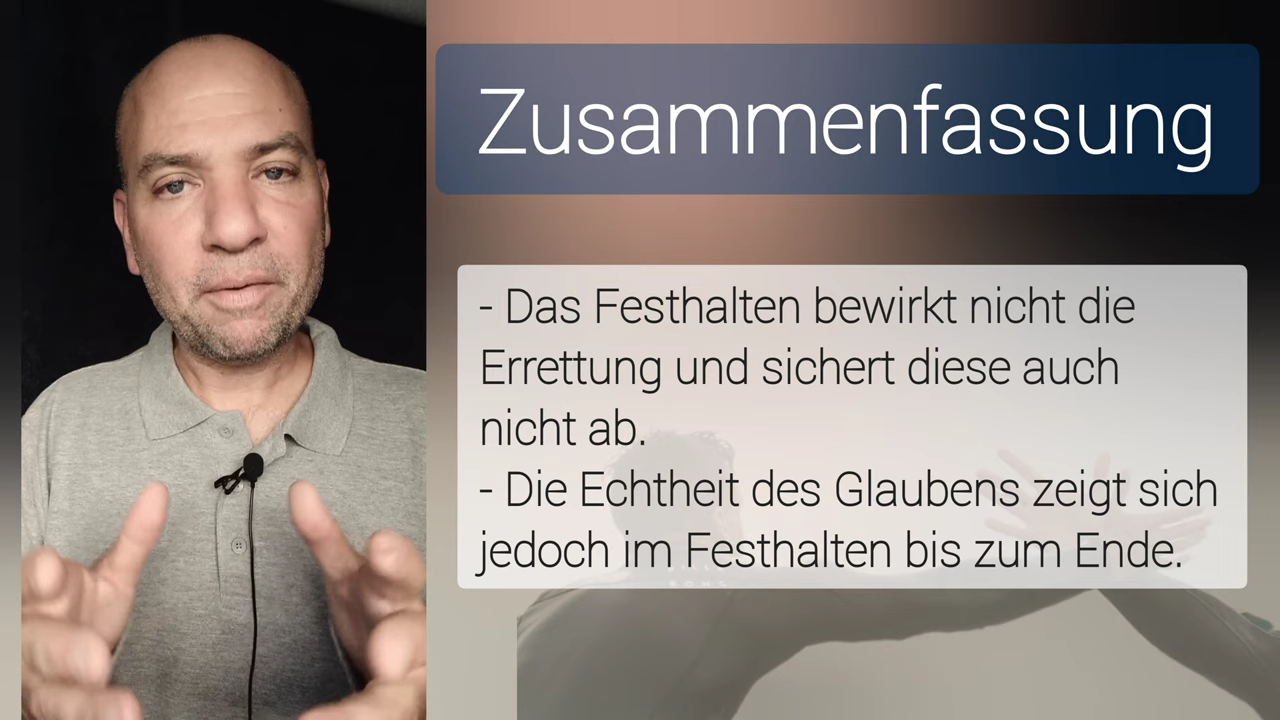 Zusammenfassung
- Das Festhalten bewirkt nicht die
Errettung und sichert diese auch
nicht ab.
- Die Echtheit des Glaubens zeigt sich
jedoch im Festhalten bis zum Ende.